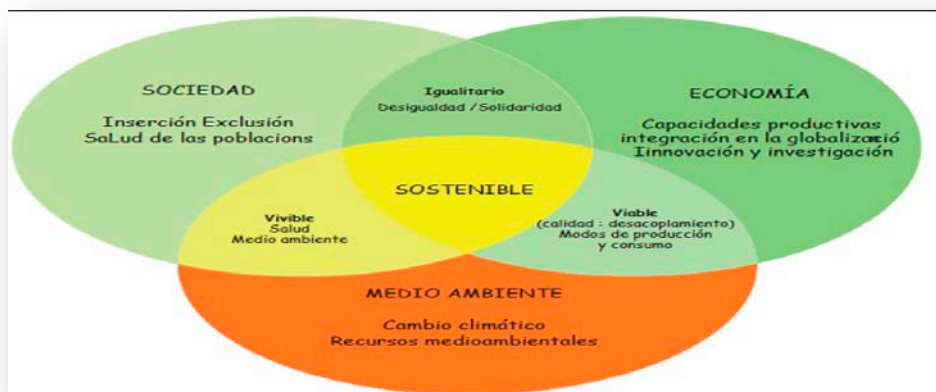 SOCIEDAD
Inserción Exclusión
SaLud de las poblacions
Igualitario
Desigualdad /Solidaridad
ECONOMÍA
Capacidades productivas
integración en la globalizació
Iinnovación y investigación
SOSTENIBLE
Vivible
Salud
Medio ambiente
Viable
(calidad : desacoplamiento)
Modos de producción
y consumo
MEDIO AMBIENTE
Cambio climático
Recursos medioambientales